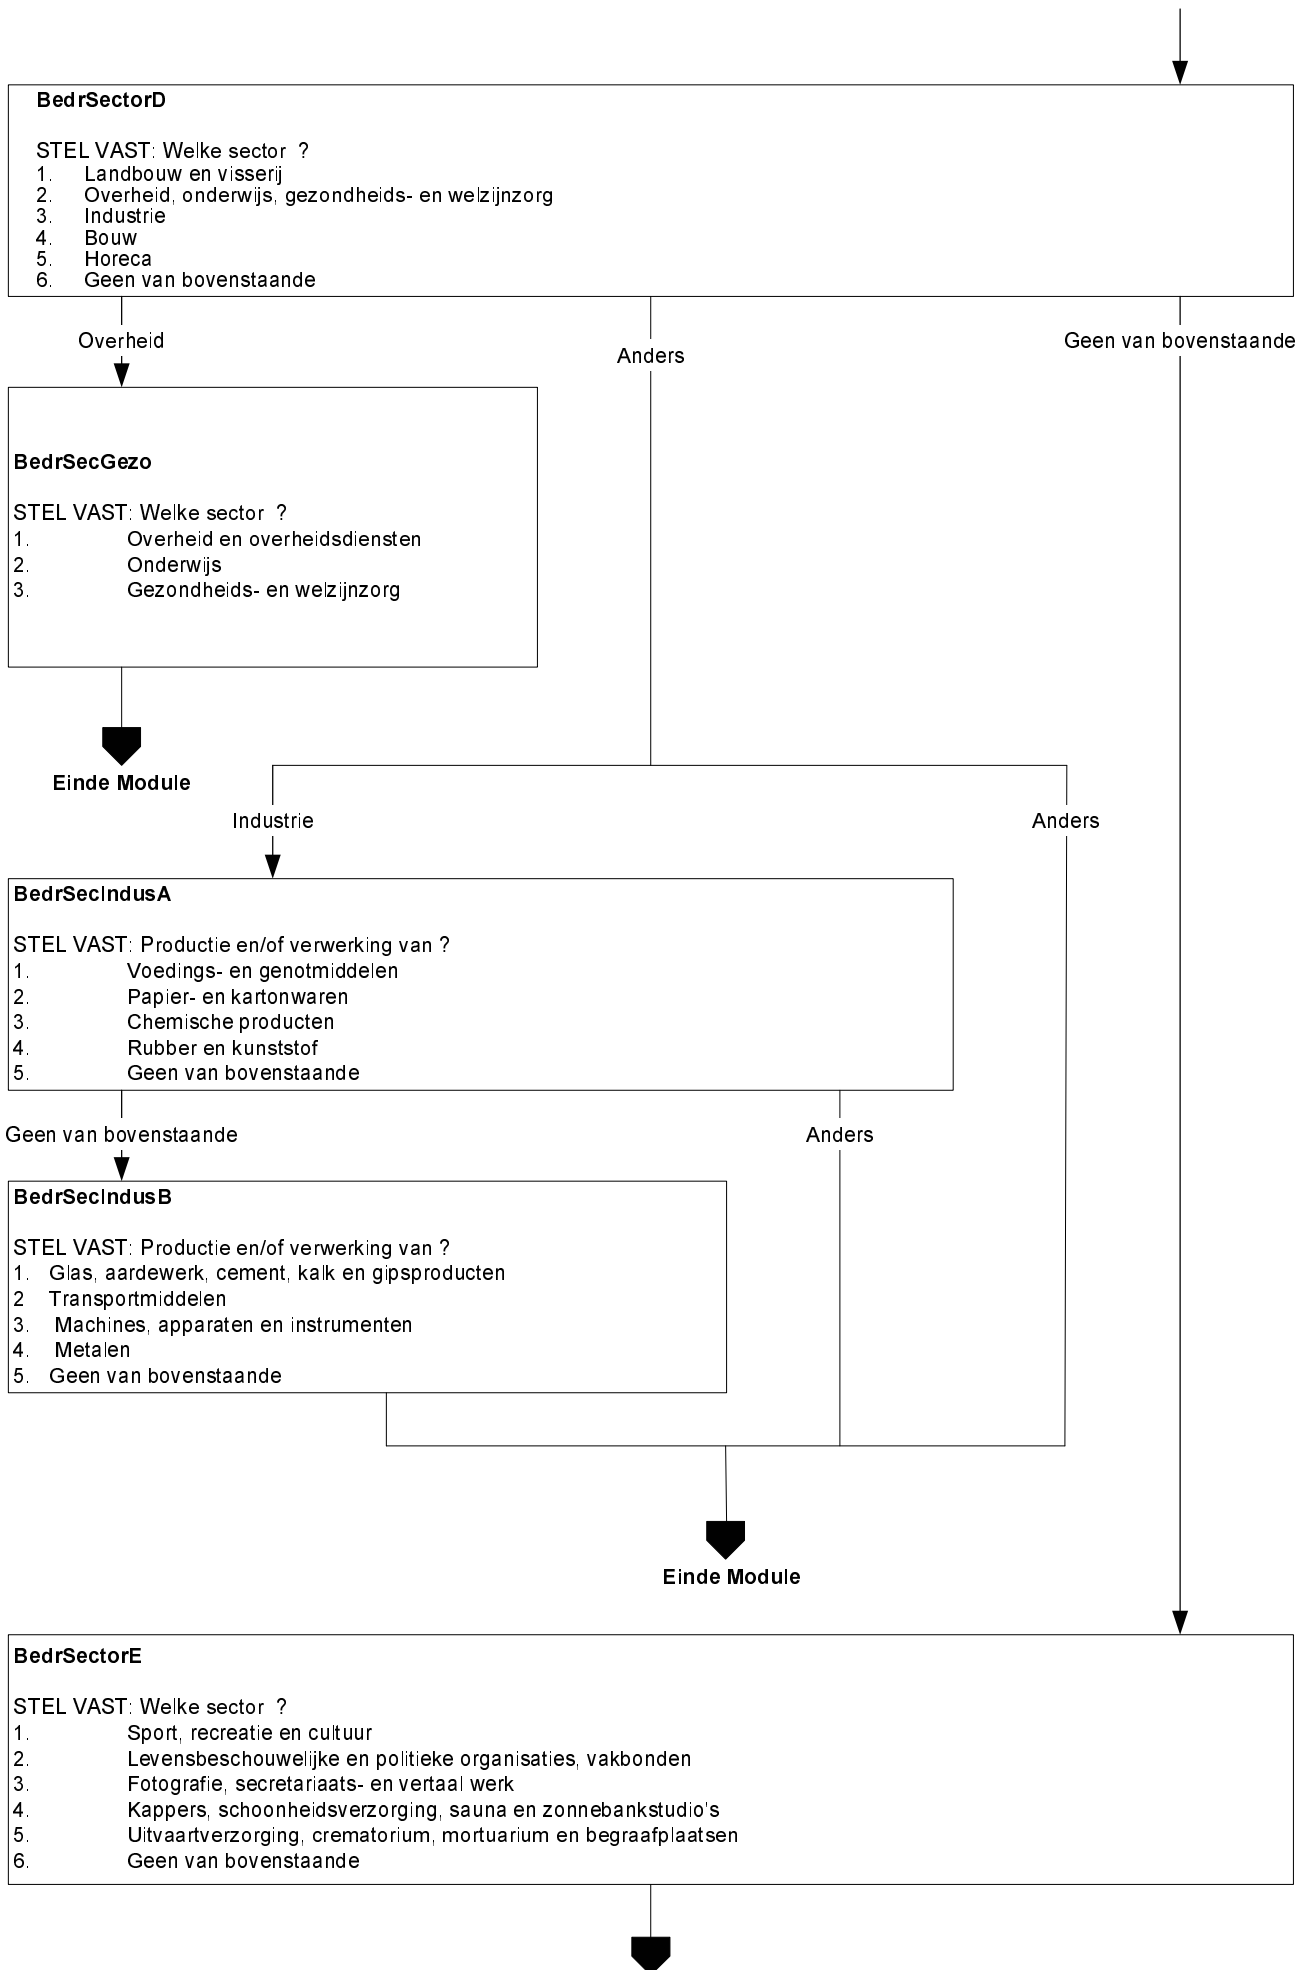 BedrSectorD
STEL VAST: Welke sector ?
1. Landbouw en visserij
2. Overheid, onderwijs, gezondheids- en welzijnzorg
3. Industrie
4. Bouw
5. Horeca
6. Geen van bovenstaande
Overheid
Anders
Geen van bovenstaande
BedrSecGezo
STEL VAST: Welke sector ?
1. Overheid en overheidsdiensten
2. Onderwijs
3. Gezondheids- en welzijnzorg
Einde Module
Industrie
Anders
BedrSecIndusA
STEL VAST: Productie en/of verwerking van ?
1. Voedings- en genotmiddelen
2. Papier- en kartonwaren
3. Chemische producten
4. Rubber en kunststof
5. Geen van bovenstaande
Geen van bovenstaande
Anders
BedrSecIndusB
STEL VAST: Productie en/of verwerking van ?
1. Glas, aardewerk, cement, kalk en gipsproducten
2 Transportmiddelen
3. Machines, apparaten en instrumenten
4. Metalen
5. Geen van bovenstaande
Einde Module
BedrSectorE
STEL VAST: Welke sector ?
1. Sport, recreatie en cultuur
2. Levensbeschouwelijke en politieke organisaties, vakbonden
3. Fotografie, secretariaats- en vertaal werk
4. Kappers, schoonheidsverzorging, sauna en zonnebankstudio's
5. Uitvaartverzorging, crematorium, mortuarium en begraafplaatsen
6. Geen van bovenstaande